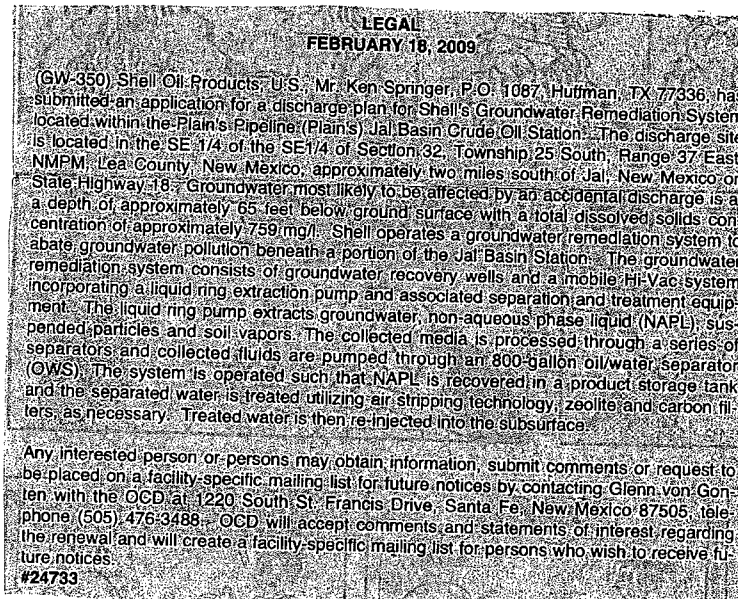 LEGAL
FEBRUARY 18, 2009
(GW-350) Shell Oil Products, U.S., Mr. Ken Springer, P.O. 1087, Huffman, TX 77336, ha
submitted an application for a discharge plan for Shell's Groundwater Remediation System
located within the Plain's Pipeline (Plain's) Jal Basin Crude Oil Station. The discharge site
is located in the SE 1/4 of the SE1/4 of Section 32, Township 25 South, Range 37 East
NMPM, Lea County, New Mexico, approximately two miles south of Jal, New Mexico or
State Highway 18. Groundwater most likely to be affected by an accidental discharge is a
a depth of approximately 65 feet below ground surface with a total dissolved solids con-
centration of approximately 759 mg/l. Shell operates a groundwater remediation system to
abate groundwater pollution beneath a portion of the Jal Basin Station. The groundwater
remediation system consists of groundwater recovery wells and a mobile Hi-Vac system
incorporating a liquid ring extraction pump and associated separation and treatment equip-
ment. The liquid ring pump extracts groundwater, non-aqueous phase liquid (NAPL), sus-
pended particles and soil vapors. The collected media is processed through a series of
separators and collected fluids are pumped through an 800-gallon oil/water separator
(OWS). The system is operated such that NAPL is recovered in a product storage tank
and the separated water is treated utilizing air stripping technology, zeolite and carbon fil-
ters, as necessary. Treated water is then re-injected into the subsurface.
Any interested person or persons may obtain information, submit comments or request to
be placed on a facility-specific mailing list for future notices by contacting Glenn von Gon-
ten with the OCD at 1220 South St. Francis Drive, Santa Fe, New Mexico 87505, tele-
phone (505) 476-3488. OCD will accept comments and statements of interest regarding
the renewal and will create a facility-specific mailing list for persons who wish to receive fu-
ture notices.
#24733